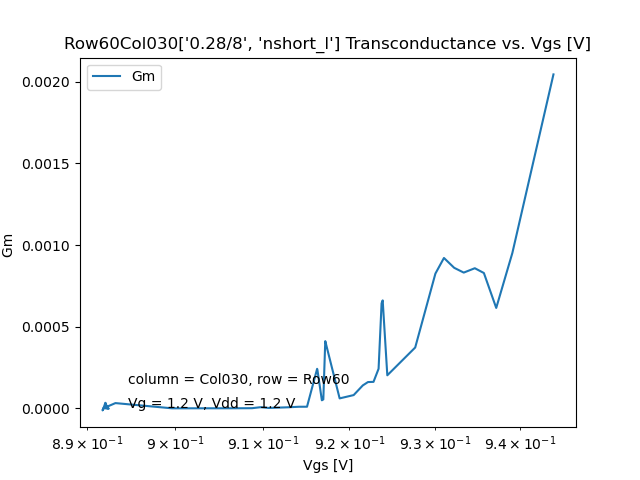 Row60Col030['0.28/8', 'nshort_l'] Transconductance vs. Vgs [V]
Gm
0.0020
0.0015
0.0010
0.0005
0.0000
Gm
column = Col030, row = Row60
Vg = 1.2 V, Vdd = 1.2 V
8.9 × 10⁻¹ 9 × 10⁻¹ 9.1 × 10⁻¹ 9.2 × 10⁻¹ 9.3 × 10⁻¹ 9.4 × 10⁻¹
Vgs [V]